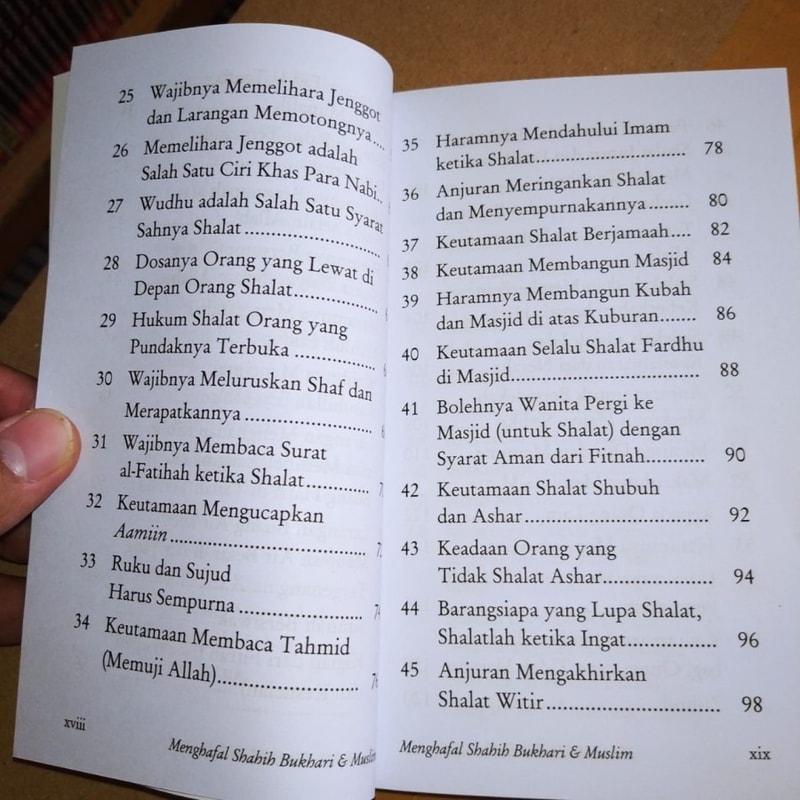 25 Wajibnya Memelihara Jenggot
dan Larangan Memotongnya....
26 Memelihara Jenggot adalah
Salah Satu Ciri Khas Para Nabi..
27 Wudhu adalah Salah Satu Syarat
Sahnya Shalat ..............................
28 Dosanya Orang yang Lewat di
Depan Orang Shalat..................
29 Hukum Shalat Orang yang
Pundaknya Terbuka ..................
30 Wajibnya Meluruskan Shaf dan
Merapatkannya ............................
31 Wajibnya Membaca Surat
al-Fatihah ketika Shalat..............
32 Keutamaan Mengucapkan
Aamiin ........................................
33 Ruku dan Sujud
Harus Sempurna ......................... 74
34 Keutamaan Membaca Tahmid
(Memuji Allah)............................
xviii
Menghafal Shahih Bukhari & Muslim
35 Haramnya Mendahului Imam
ketika Shalat.............................. 78
36 Anjuran Meringankan Shalat
dan Menyempurnakannya ........ 80
37 Keutamaan Shalat Berjamaah.... 82
38 Keutamaan Membangun Masjid 84
39 Haramnya Membangun Kubah
dan Masjid di atas Kuburan....... 86
40 Keutamaan Selalu Shalat Fardhu
di Masjid..................................... 88
41 Bolehnya Wanita Pergi ke
Masjid (untuk Shalat) dengan
Syarat Aman dari Fitnah........... 90
42 Keutamaan Shalat Shubuh
dan Ashar.................................... 92
43 Keadaan Orang yang
Tidak Shalat Ashar...................... 94
44 Barangsiapa yang Lupa Shalat,
Shalatlah ketika Ingat.................. 96
45 Anjuran Mengakhirkan
Shalat Witir ................................. 98
Menghafal Shahih Bukhari & Muslim
xix